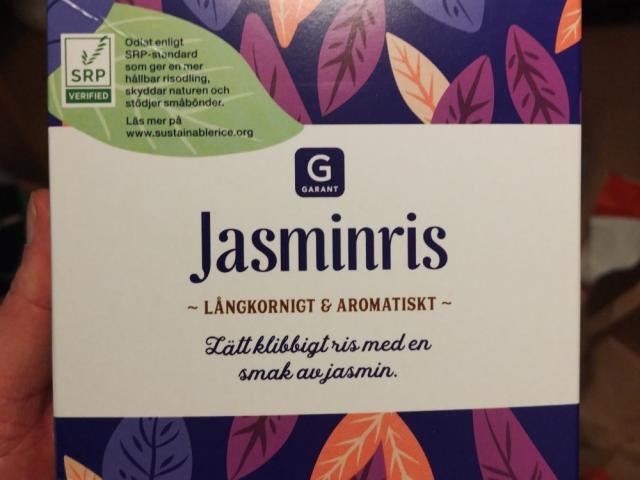 SRP
VERIFIED
Odlat enligt
SRP-standard
som ger en mer
hållbar risodling,
skyddar naturen och
stödjer småbönder.
Läs mer på
www.sustainablerice.org
G
GARANT
Jasminris
~ LÅNGKORNIGT & AROMATISKT ~
Lätt klibbigt ris med en
smak av jasmin.